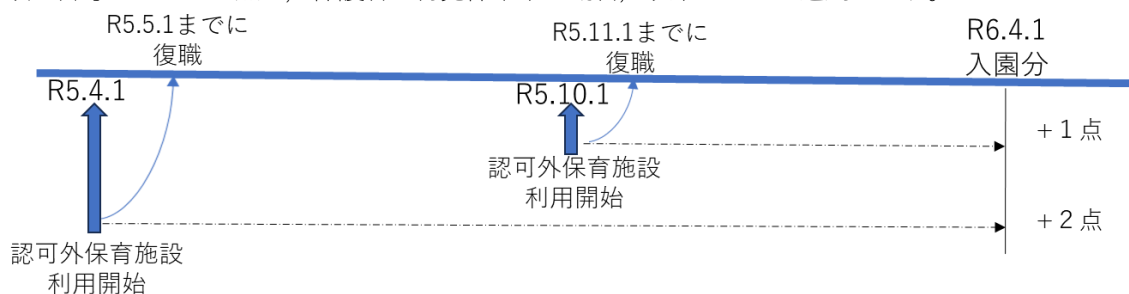 R5.5.1までに
復職
R5.11.1までに
復職
R6.4.1
入園分
R5.4.1
R5.10.1
+1点
認可外保育施設
利用開始
+2点
認可外保育施設
利用開始